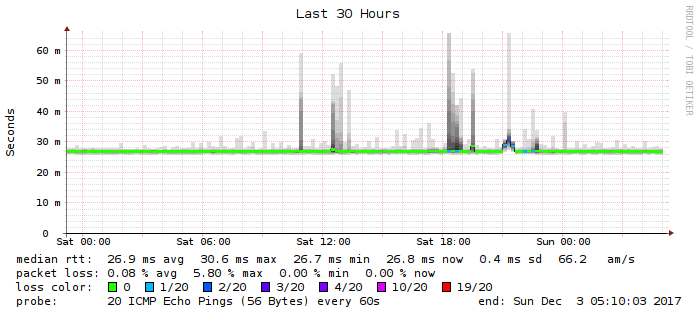 Last 30 Hours
RRDTOOL / TOBI OETIKER
Seconds
60 m
50 m
40 m
30 m
20 m
10 m
0
Sat 00:00 Sat 06:00 Sat 12:00 Sat 18:00 Sun 00:00
median rtt: 26.9 ms avg 30.6 ms max 26.7 ms min 26.8 ms now 0.4 ms sd 66.2 am/s
packet loss: 0.08 % avg 5.80 % max 0.00 % min 0.00 % now
loss color: 0 1/20 2/20 3/20 4/20 10/20 19/20
probe: 20 ICMP Echo Pings (56 Bytes) every 60s end: Sun Dec 3 05:10:03 2017